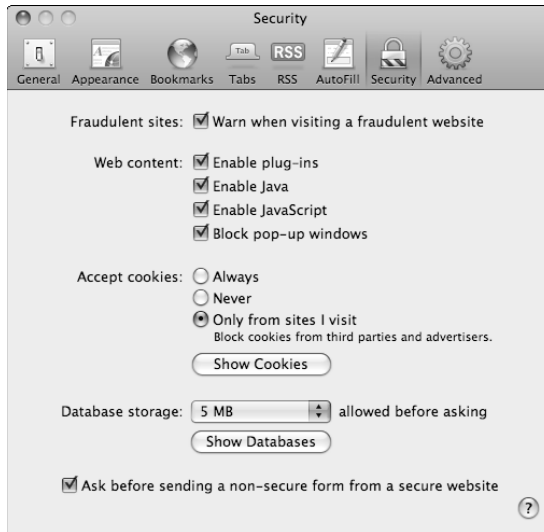 Security
Tab RSS
General Appearance Bookmarks Tabs RSS AutoFill Security Advanced
Fraudulent sites: Warn when visiting a fraudulent website
Web content: Enable plug-ins
Enable Java
Enable JavaScript
Block pop-up windows
Accept cookies: Always
Never
Only from sites I visit
Block cookies from third parties and advertisers.
Show Cookies
Database storage: 5 MB allowed before asking
Show Databases
Ask before sending a non-secure form from a secure website
?